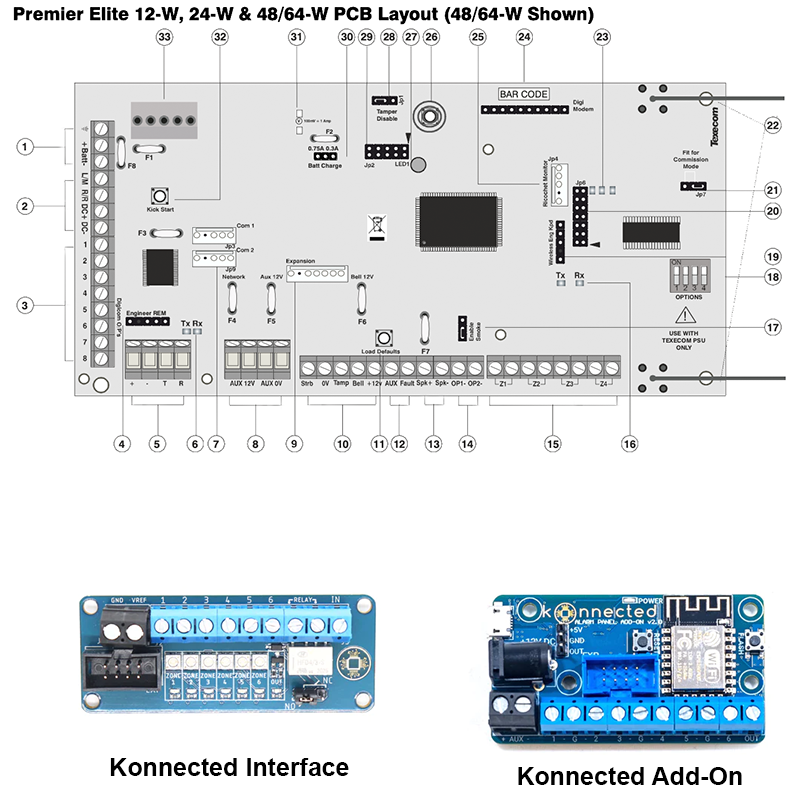 Premier Elite 12-W, 24-W & 48/64-W PCB Layout (48/64-W Shown)
33 32 31 30 29 28 27 26 25 24 23
BAR CODE
Jp1
Tamper
Disable
Digi
Modem
Texecom
100mV = 1 Amp
F2
0.75A 0.3A
Batt Charge
Jp2
LED1
22
1
+ Batt -
F8
F1
Jp4
Ricochet Monitor
Jp6
Fit for
Commission
Mode
Jp7
21
2
L/M
R/R
DC+
DC-
Kick Start
20
F3
Com 1
Jp3
Com 2
Jp9
Wireless Eng Kpd
3
1
2
3
4
5
6
7
8
Digicom O/P's
Expansion
Network
Aux 12V
Bell 12V
F4
F5
F6
F7
Tx Rx
19
18
ON
1 2 3 4
OPTIONS
Engineer REM
Tx Rx
Load Defaults
Enable
Smoke
17
USE WITH
TEXECOM PSU
ONLY
+ - T R
AUX 12V AUX 0V
Strb 0V Tamp Bell +12v AUX Fault Spk+ Spk- OP1- OP2-
Z1 Z2 Z3 Z4
4 5 6 7 8 9 10 11 12 13 14 15 16
GND VREF 1 2 3 4 5 6 RELAY IN
ZONE 1 ZONE 2 ZONE 3 ZONE 4 ZONE 5 ZONE 6 OUT
NC
NO
POWER
konnected
ALARM PANEL ADD-ON v2.0
+5V
GND
OUT
RESET
FLASH
WiFi
+ AUX - 1 - G - 2 3 - G - 4 5 - G - 6 OUT
Konnected Interface
Konnected Add-On